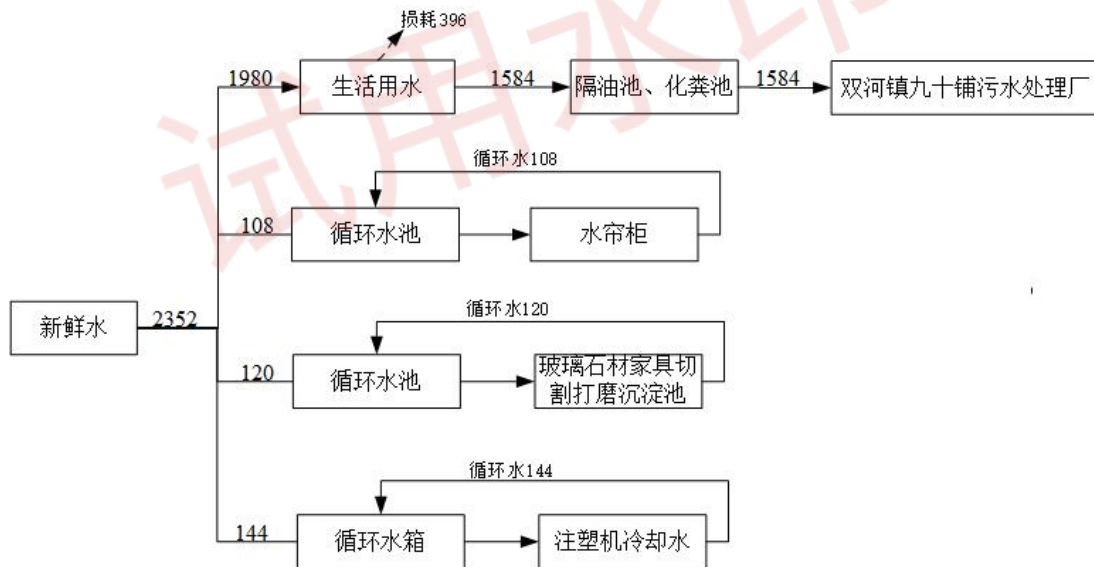 损耗396
1980
生活用水
1584
隔油池、化粪池
1584
双河镇九十铺污水处理厂
循环水108
108
循环水池
水帘柜
新鲜水
2352
循环水120
120
循环水池
玻璃石材家具切
割打磨沉淀池
循环水144
144
循环水箱
注塑机冷却水
试用水印